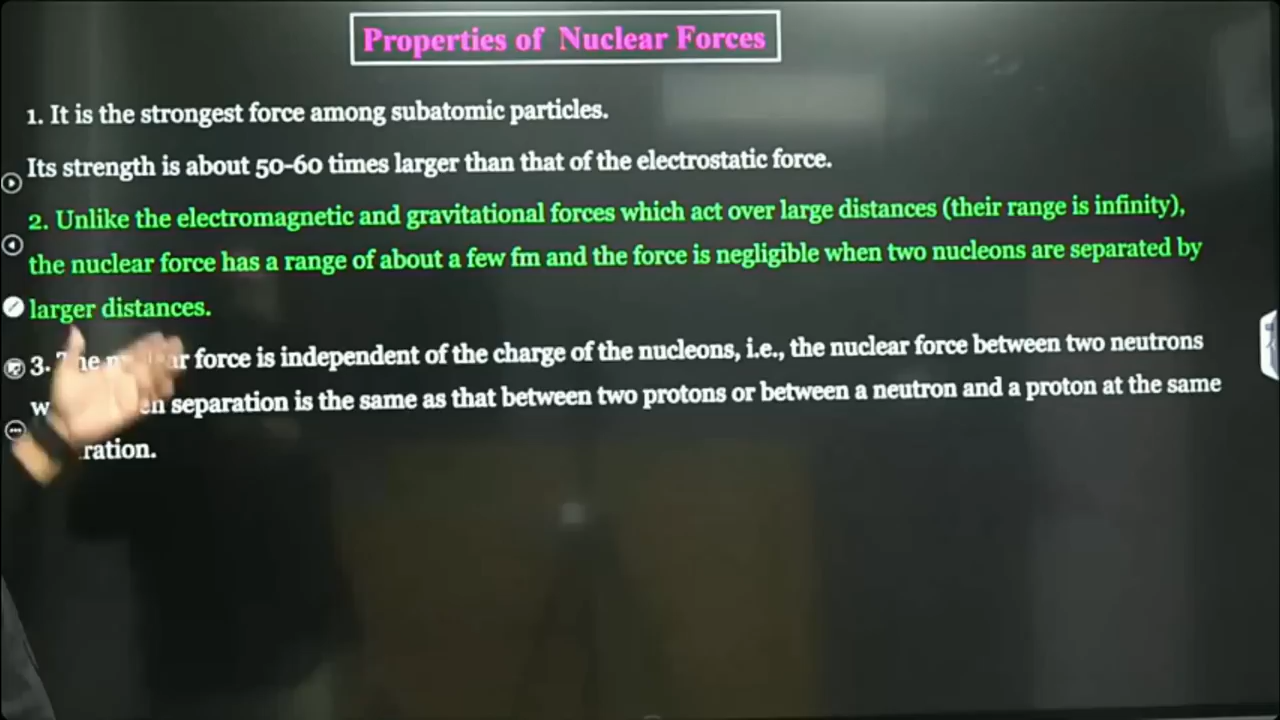 Properties of Nuclear Forces
1. It is the strongest force among subatomic particles.
Its strength is about 50-60 times larger than that of the electrostatic force.
2. Unlike the electromagnetic and gravitational forces which act over large distances (their range is infinity),
the nuclear force has a range of about a few fm and the force is negligible when two nucleons are separated by
larger distances.
3. force is independent of the charge of the nucleons, i.e., the nuclear force between two neutrons
separation is the same as that between two protons or between a neutron and a proton at the same